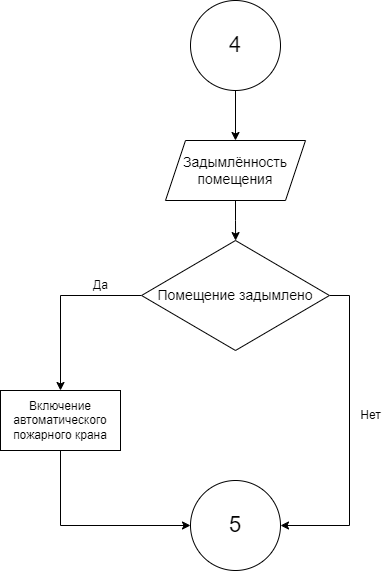 4
Задымлённость
помещения
Помещение задымлено
Да
Включение
автоматического
пожарного крана
Нет
5